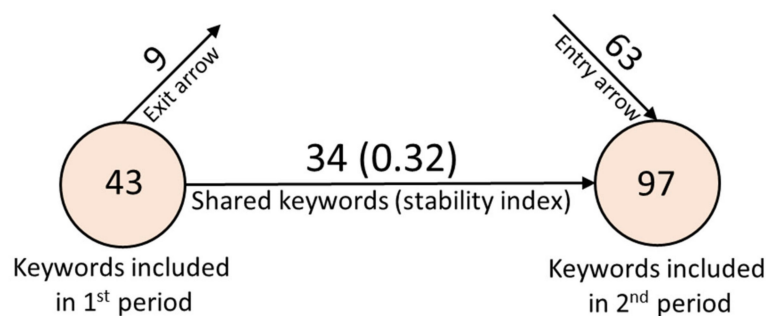 9
Exit arrow
63
Entry arrow
43
34 (0.32)
Shared keywords (stability index)
97
Keywords included
in 1st period
Keywords included
in 2nd period